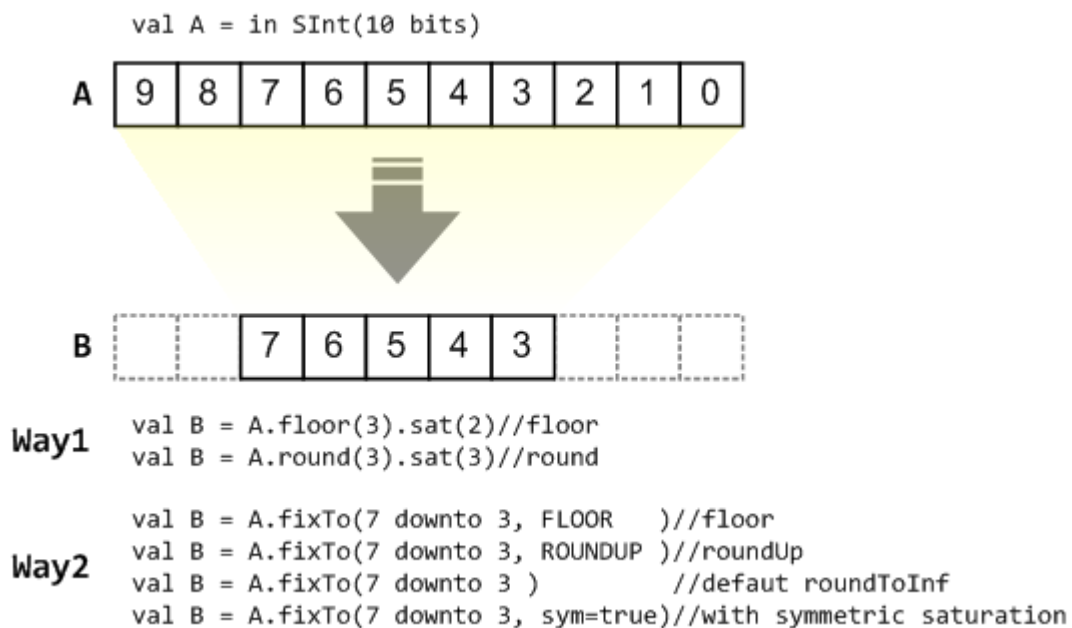 val A = in SInt(10 bits)
A 9 8 7 6 5 4 3 2 1 0
B 7 6 5 4 3
Way1
val B = A.floor(3).sat(2)//floor
val B = A.round(3).sat(3)//round
Way2
val B = A.fixTo(7 downto 3, FLOOR   )//floor
val B = A.fixTo(7 downto 3, ROUNDUP )//roundUp
val B = A.fixTo(7 downto 3 )         //defaut roundToInf
val B = A.fixTo(7 downto 3, sym=true)//with symmetric saturation